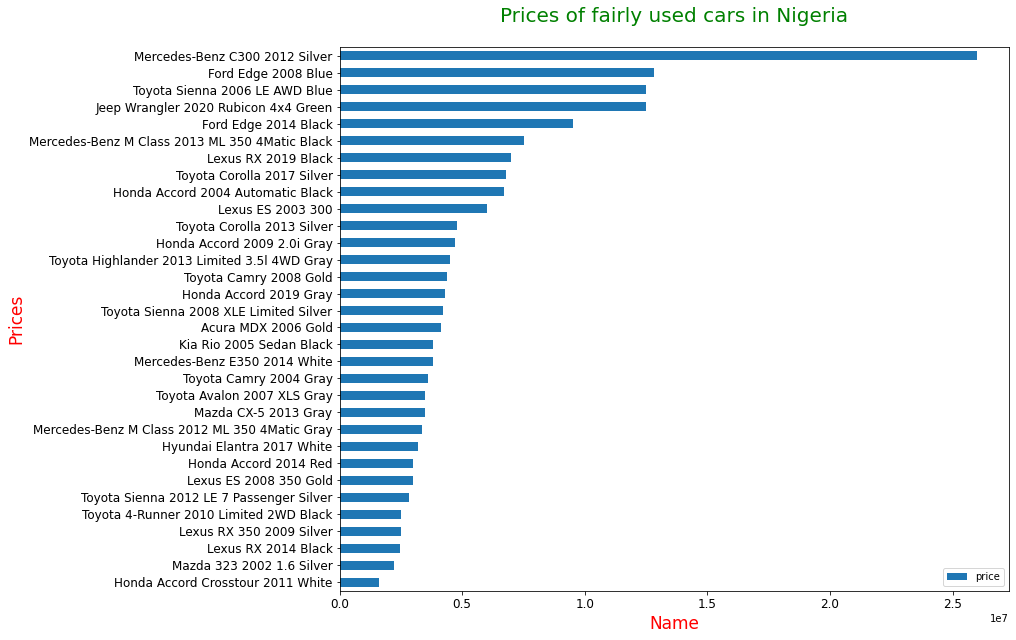 Prices of fairly used cars in Nigeria
Mercedes-Benz C300 2012 Silver
Ford Edge 2008 Blue
Toyota Sienna 2006 LE AWD Blue
Jeep Wrangler 2020 Rubicon 4x4 Green
Ford Edge 2014 Black
Mercedes-Benz M Class 2013 ML 350 4Matic Black
Lexus RX 2019 Black
Toyota Corolla 2017 Silver
Honda Accord 2004 Automatic Black
Lexus ES 2003 300
Toyota Corolla 2013 Silver
Honda Accord 2009 2.0i Gray
Toyota Highlander 2013 Limited 3.5l 4WD Gray
Toyota Camry 2008 Gold
Honda Accord 2019 Gray
Toyota Sienna 2008 XLE Limited Silver
Acura MDX 2006 Gold
Kia Rio 2005 Sedan Black
Mercedes-Benz E350 2014 White
Toyota Camry 2004 Gray
Toyota Avalon 2007 XLS Gray
Mazda CX-5 2013 Gray
Mercedes-Benz M Class 2012 ML 350 4Matic Gray
Hyundai Elantra 2017 White
Honda Accord 2014 Red
Lexus ES 2008 350 Gold
Toyota Sienna 2012 LE 7 Passenger Silver
Toyota 4-Runner 2010 Limited 2WD Black
Lexus RX 350 2009 Silver
Lexus RX 2014 Black
Mazda 323 2002 1.6 Silver
Honda Accord Crosstour 2011 White
Prices
price
0.0 0.5 1.0 1.5 2.0 2.5
1e7
Name